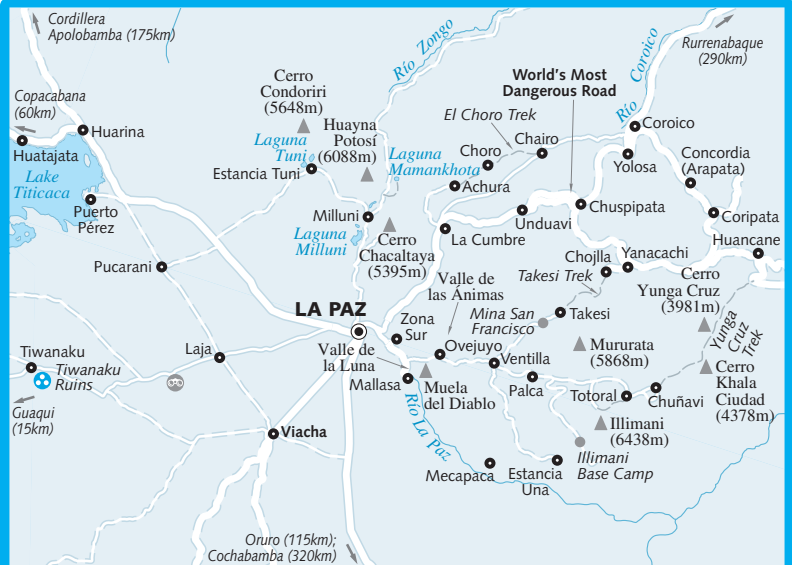 Cordillera
Apolobamba (175km)
Río Zongo
Rurrenabaque
(290km)
Río Coroico
World's Most
Dangerous Road
Cerro
Condoriri
(5648m)
Copacabana
(60km)
Huarina
Huayna
Potosí
(6088m)
El Choro Trek
Coroico
Chairo
Laguna
Tuni
Laguna
Mamankhota
Choro
Huatajata
Yolosa
Concordia
(Arapata)
Lake
Titicaca
Estancia Tuni
Achura
Puerto
Pérez
Milluni
Chuspipata
Unduavi
Coripata
Laguna
Milluni
Cerro
Chacaltaya
(5395m)
La Cumbre
Huancane
Pucarani
Valle de
las Ánimas
Chojlla
Yanacachi
Takesi Trek
Cerro
Yunga Cruz
(3981m)
LA PAZ
Zona
Sur
Mina San
Francisco
Takesi
Yunga
Cruz
Trek
Tiwanaku
Tiwanaku
Ruins
Laja
Valle de
la Luna
Ovejuyo
Ventilla
Mururata
(5868m)
Mallasa
Muela
del Diablo
Palca
Totoral
Chuñavi
Cerro
Khala
Ciudad
(4378m)
Guaqui
(15km)
Río La Paz
Viacha
Illimani
(6438m)
Mecapaca
Estancia
Una
Illimani
Base Camp
Oruro (115km);
Cochabamba (320km)